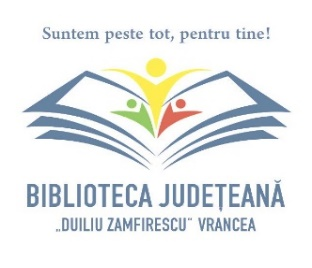 Suntem peste tot, pentru tine!
BIBLIOTECA JUDEȚEANĂ
„DUILIU ZAMFIRESCU" VRANCEA